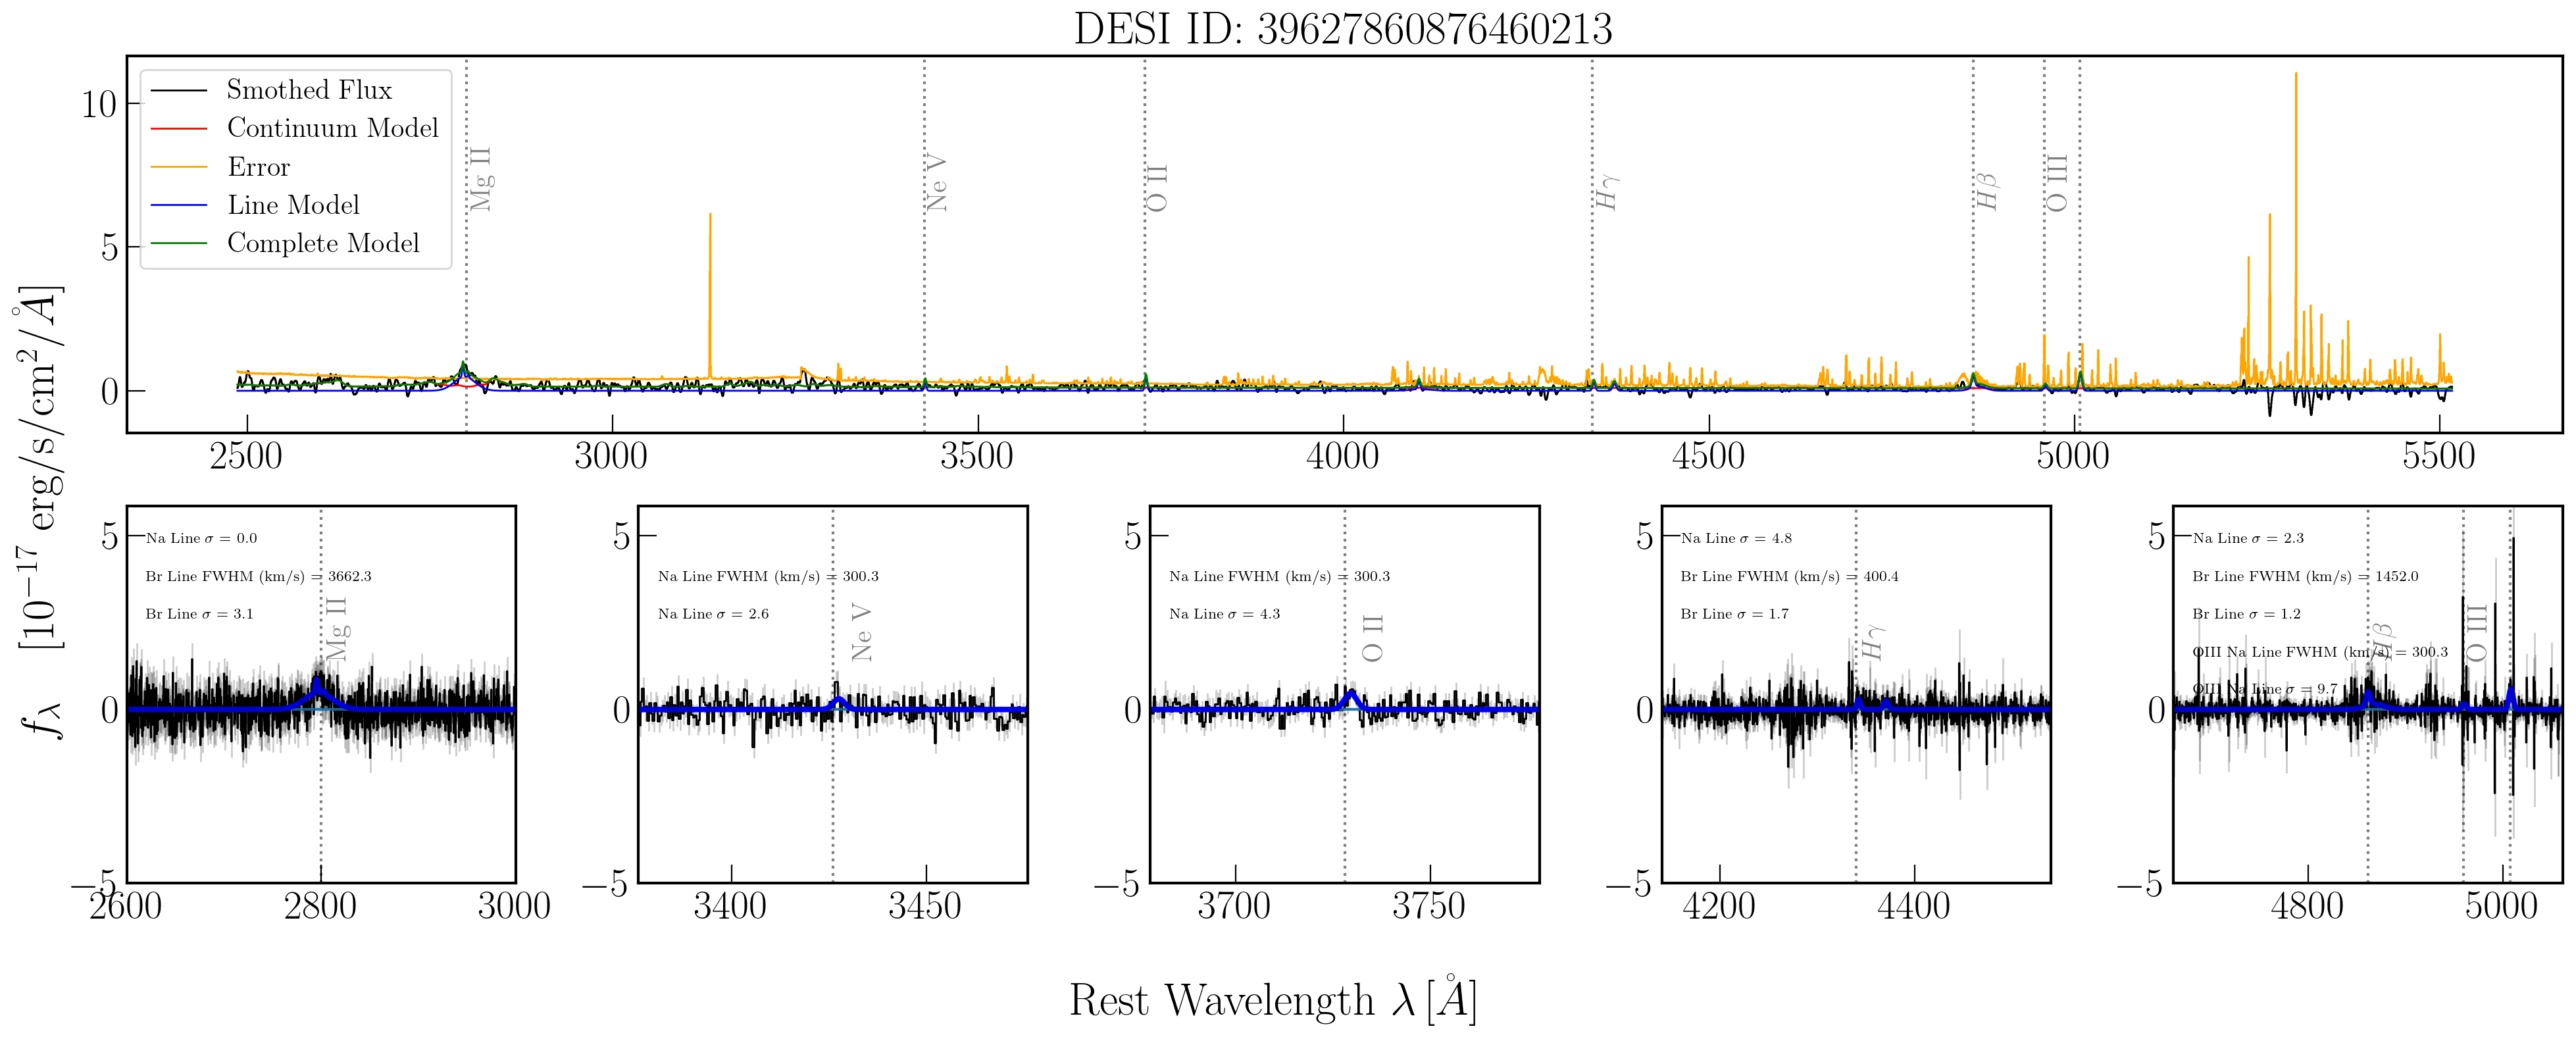 DESI ID: 39627860876460213
Smothed Flux
Continuum Model
Error
Line Model
Complete Model
Mg II
Ne V
O II
Hγ
Hβ
O III
10
5
0
2500 3000 3500 4000 4500 5000 5500
f_λ [10^{-17} erg/s/cm^2/Å]
5
0
−5
Na Line σ = 0.0
Br Line FWHM (km/s) = 3662.3
Br Line σ = 3.1
Mg II
2600 2800 3000
5
0
−5
Na Line FWHM (km/s) = 300.3
Na Line σ = 2.6
Ne V
3400 3450
5
0
−5
Na Line FWHM (km/s) = 300.3
Na Line σ = 4.3
O II
3700 3750
5
0
−5
Na Line σ = 4.8
Br Line FWHM (km/s) = 400.4
Br Line σ = 1.7
Hγ
4200 4400
5
0
−5
Na Line σ = 2.3
Br Line FWHM (km/s) = 1452.0
Br Line σ = 1.2
OIII Na Line FWHM (km/s) = 300.3
OIII Na Line σ = 9.7
Hβ
O III
4800 5000
Rest Wavelength λ [Å]